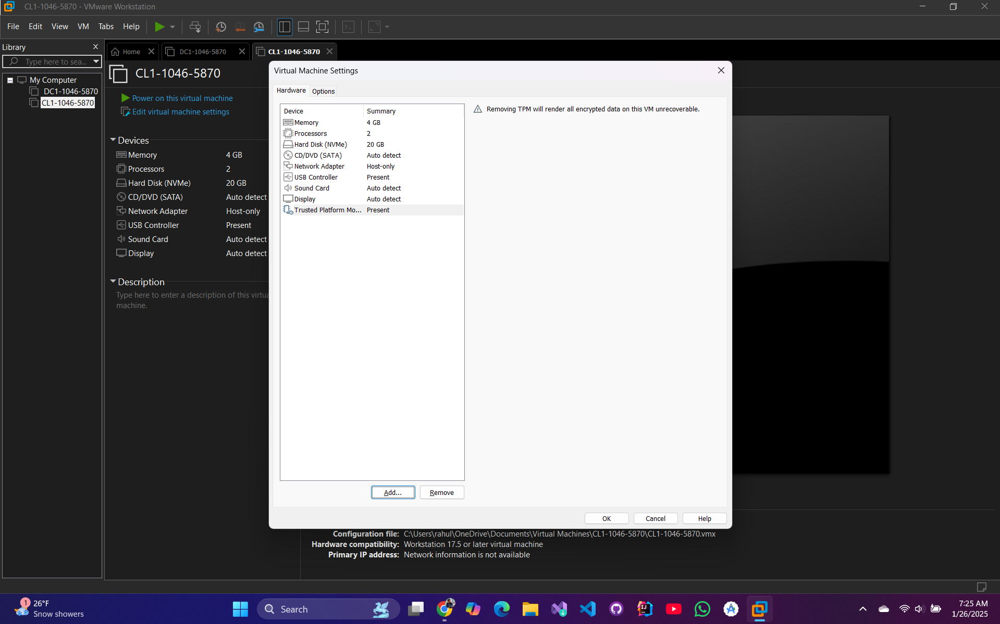 CL1-1046-5870 - VMware Workstation
File Edit View VM Tabs Help
Library
Type here to sea...
My Computer
DC1-1046-5870
CL1-1046-5870
Home DC1-1046-5870 CL1-1046-5870
CL1-1046-5870
Power on this virtual machine
Edit virtual machine settings
Devices
Memory 4 GB
Processors 2
Hard Disk (NVMe) 20 GB
CD/DVD (SATA) Auto detect
Network Adapter Host-only
USB Controller Present
Sound Card Auto detect
Display Auto detect
Description
Type here to enter a description of this virtua
machine.
Virtual Machine Settings
Hardware Options
Device Summary
Memory 4 GB
Processors 2
Hard Disk (NVMe) 20 GB
CD/DVD (SATA) Auto detect
Network Adapter Host-only
USB Controller Present
Sound Card Auto detect
Display Auto detect
Trusted Platform Mo... Present
Removing TPM will render all encrypted data on this VM unrecoverable.
Add... Remove
OK Cancel Help
Configuration file: C:\Users\rahul\OneDrive\Documents\Virtual Machines\CL1-1046-5870\CL1-1046-5870.vmx
Hardware compatibility: Workstation 17.5 or later virtual machine
Primary IP address: Network information is not available
1
26°F
Snow showers
Search
IJ
7:25 AM
1/26/2025